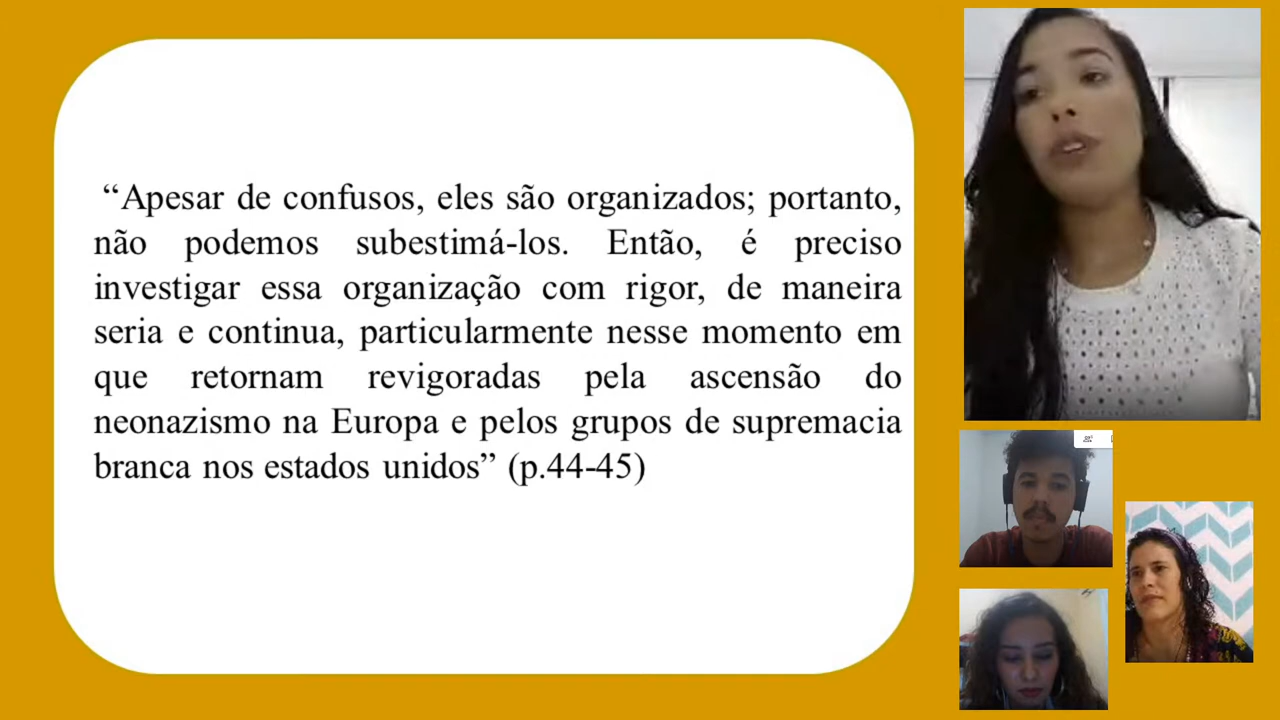 “Apesar de confusos, eles são organizados; portanto,
não podemos subestimá-los. Então, é preciso
investigar essa organização com rigor, de maneira
seria e continua, particularmente nesse momento em
que retornam revigoradas pela ascensão do
neonazismo na Europa e pelos grupos de supremacia
branca nos estados unidos” (p.44-45)